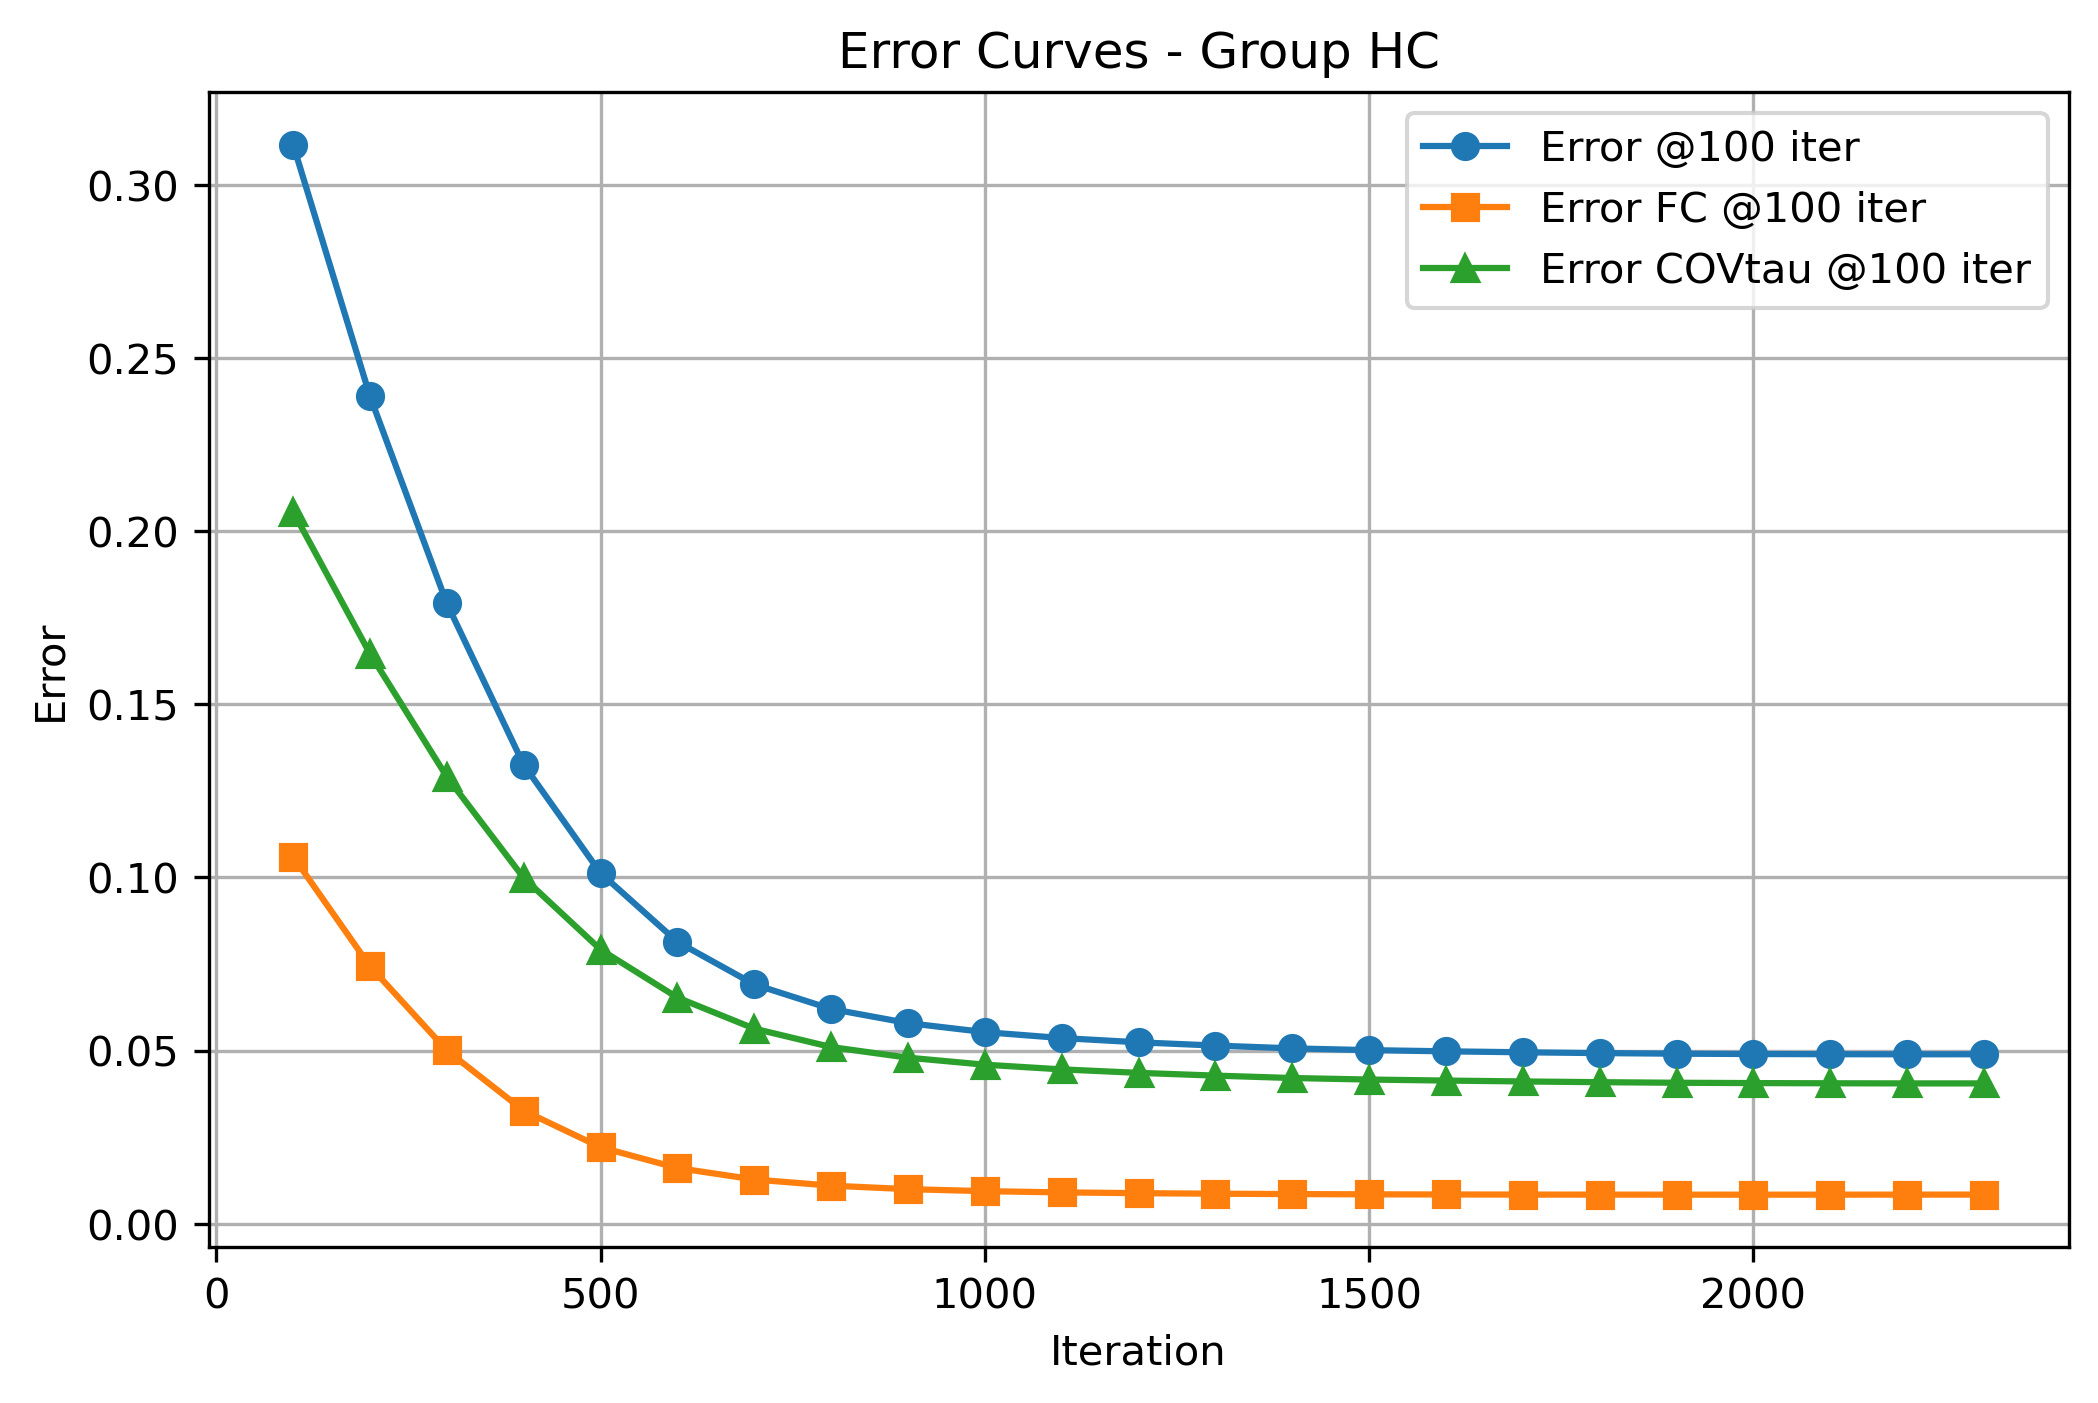 Error Curves - Group HC
Error @100 iter
Error FC @100 iter
Error COVtau @100 iter
Error
0.30
0.25
0.20
0.15
0.10
0.05
0.00
0
500
1000
1500
2000
Iteration